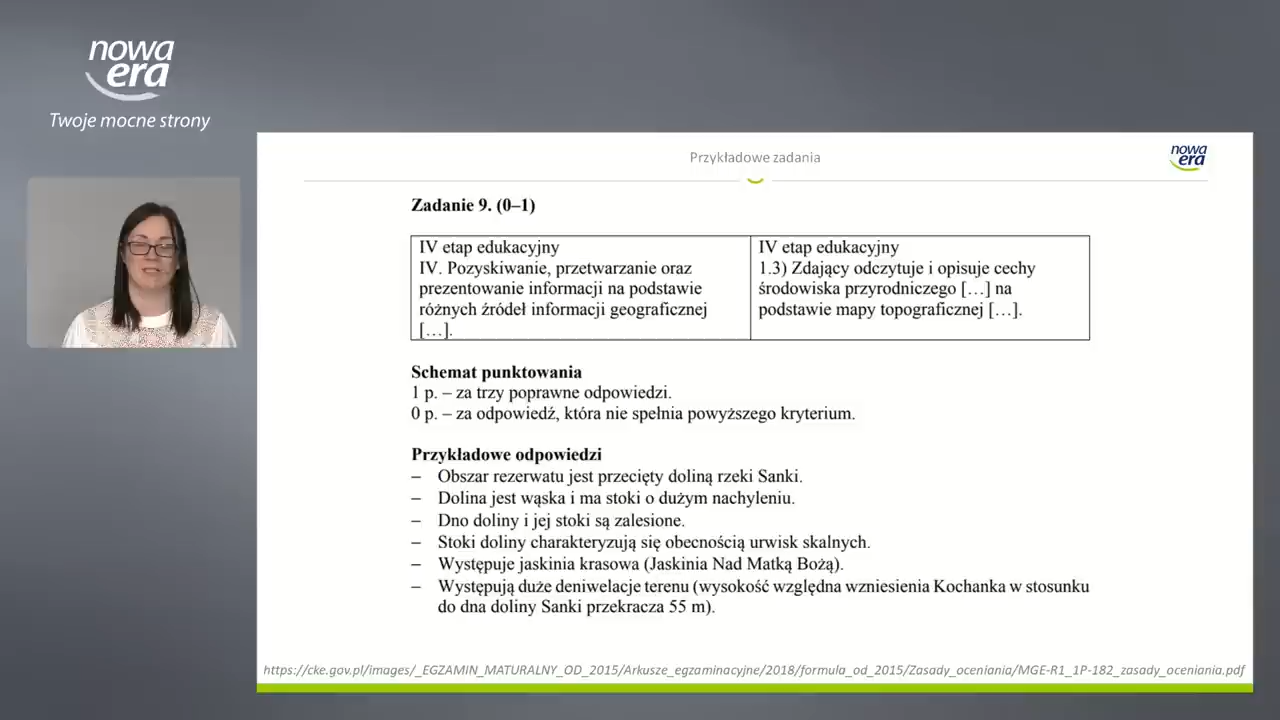 nowa
era
Twoje mocne strony
Przykładowe zadania
nowa
era
Zadanie 9. (0–1)
IV etap edukacyjny
IV. Pozyskiwanie, przetwarzanie oraz
prezentowanie informacji na podstawie
różnych źródeł informacji geograficznej
[…].
IV etap edukacyjny
1.3) Zdający odczytuje i opisuje cechy
środowiska przyrodniczego […] na
podstawie mapy topograficznej […].
Schemat punktowania
1 p. – za trzy poprawne odpowiedzi.
0 p. – za odpowiedź, która nie spełnia powyższego kryterium.
Przykładowe odpowiedzi
– Obszar rezerwatu jest przecięty doliną rzeki Sanki.
– Dolina jest wąska i ma stoki o dużym nachyleniu.
– Dno doliny i jej stoki są zalesione.
– Stoki doliny charakteryzują się obecnością urwisk skalnych.
– Występuje jaskinia krasowa (Jaskinia Nad Matką Bożą).
– Występują duże deniwelacje terenu (wysokość względna wzniesienia Kochanka w stosunku
do dna doliny Sanki przekracza 55 m).
https://cke.gov.pl/images/_EGZAMIN_MATURALNY_OD_2015/Arkusze_egzaminacyjne/2018/formula_od_2015/Zasady_oceniania/MGE-R1_1P-182_zasady_oceniania.pdf